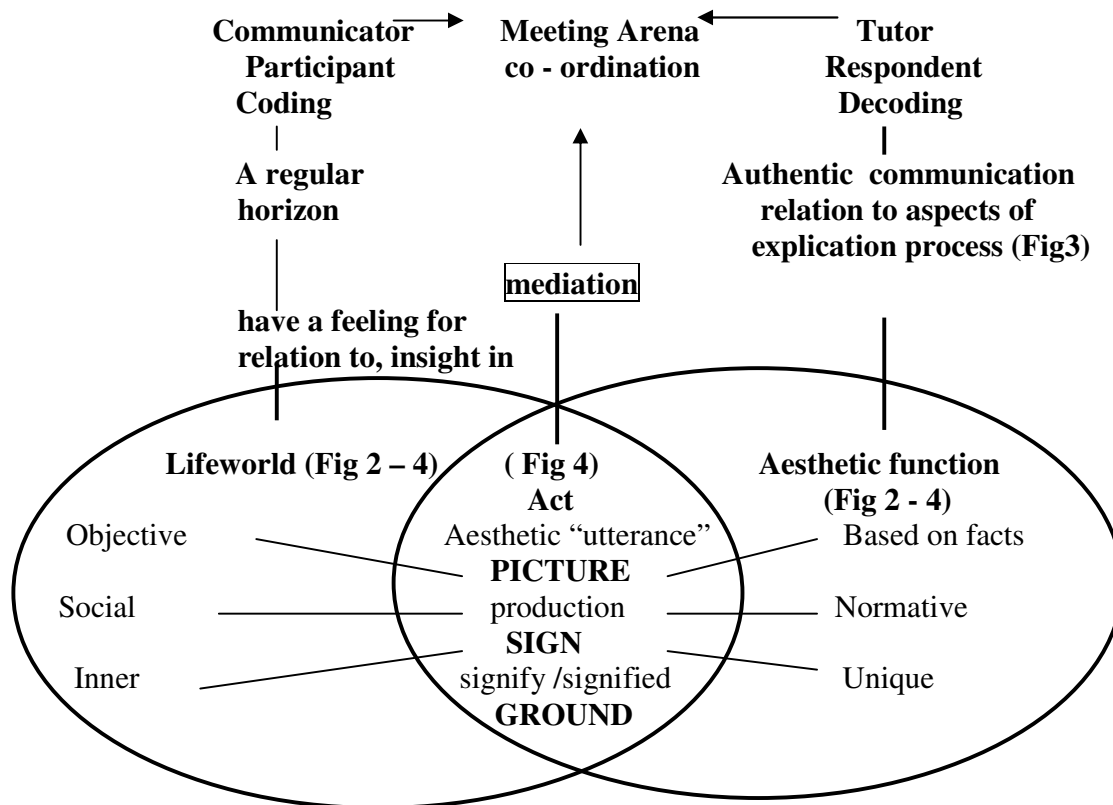 Communicator
Participant
Coding
Meeting Arena
co - ordination
Tutor
Respondent
Decoding
A regular
horizon
Authentic communication
relation to aspects of
explication process (Fig3)
mediation
have a feeling for
relation to, insight in
Lifeworld (Fig 2 – 4)
Objective
Social
Inner
( Fig 4)
Act
Aesthetic “utterance”
PICTURE
production
SIGN
signify /signified
GROUND
Aesthetic function
(Fig 2 - 4)
Based on facts
Normative
Unique